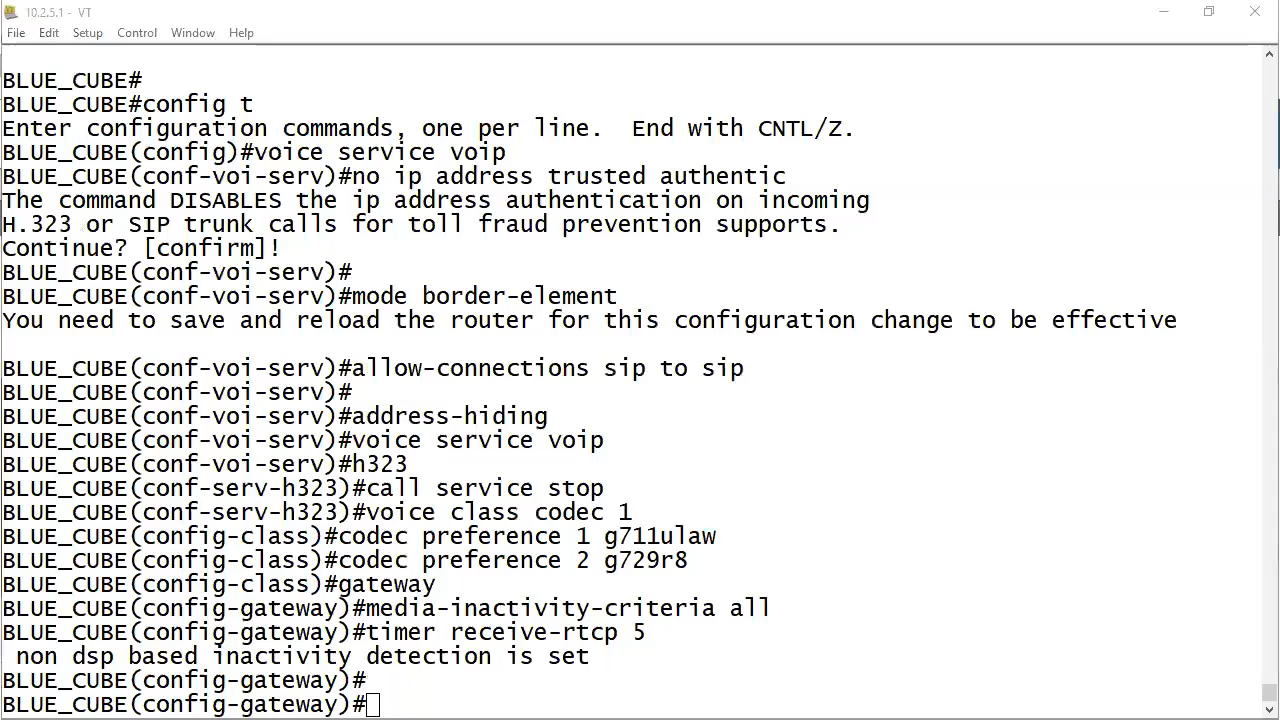 10.2.5.1 - VT
File Edit Setup Control Window Help
BLUE_CUBE#
BLUE_CUBE#config t
Enter configuration commands, one per line.  End with CNTL/Z.
BLUE_CUBE(config)#voice service voip
BLUE_CUBE(conf-voi-serv)#no ip address trusted authentic
The command DISABLES the ip address authentication on incoming
H.323 or SIP trunk calls for toll fraud prevention supports.
Continue? [confirm]!
BLUE_CUBE(conf-voi-serv)#
BLUE_CUBE(conf-voi-serv)#mode border-element
You need to save and reload the router for this configuration change to be effective
BLUE_CUBE(conf-voi-serv)#allow-connections sip to sip
BLUE_CUBE(conf-voi-serv)#
BLUE_CUBE(conf-voi-serv)#address-hiding
BLUE_CUBE(conf-voi-serv)#voice service voip
BLUE_CUBE(conf-voi-serv)#h323
BLUE_CUBE(conf-serv-h323)#call service stop
BLUE_CUBE(conf-serv-h323)#voice class codec 1
BLUE_CUBE(config-class)#codec preference 1 g711ulaw
BLUE_CUBE(config-class)#codec preference 2 g729r8
BLUE_CUBE(config-class)#gateway
BLUE_CUBE(config-gateway)#media-inactivity-criteria all
BLUE_CUBE(config-gateway)#timer receive-rtcp 5
 non dsp based inactivity detection is set
BLUE_CUBE(config-gateway)#
BLUE_CUBE(config-gateway)#